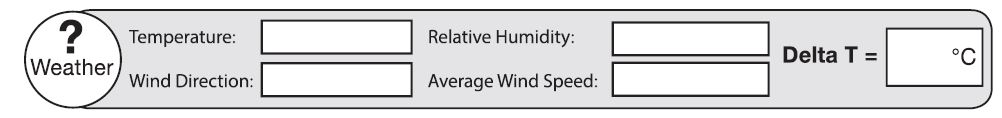 ?
Weather
Temperature:
Relative Humidity:
Wind Direction:
Average Wind Speed:
Delta T =
°C